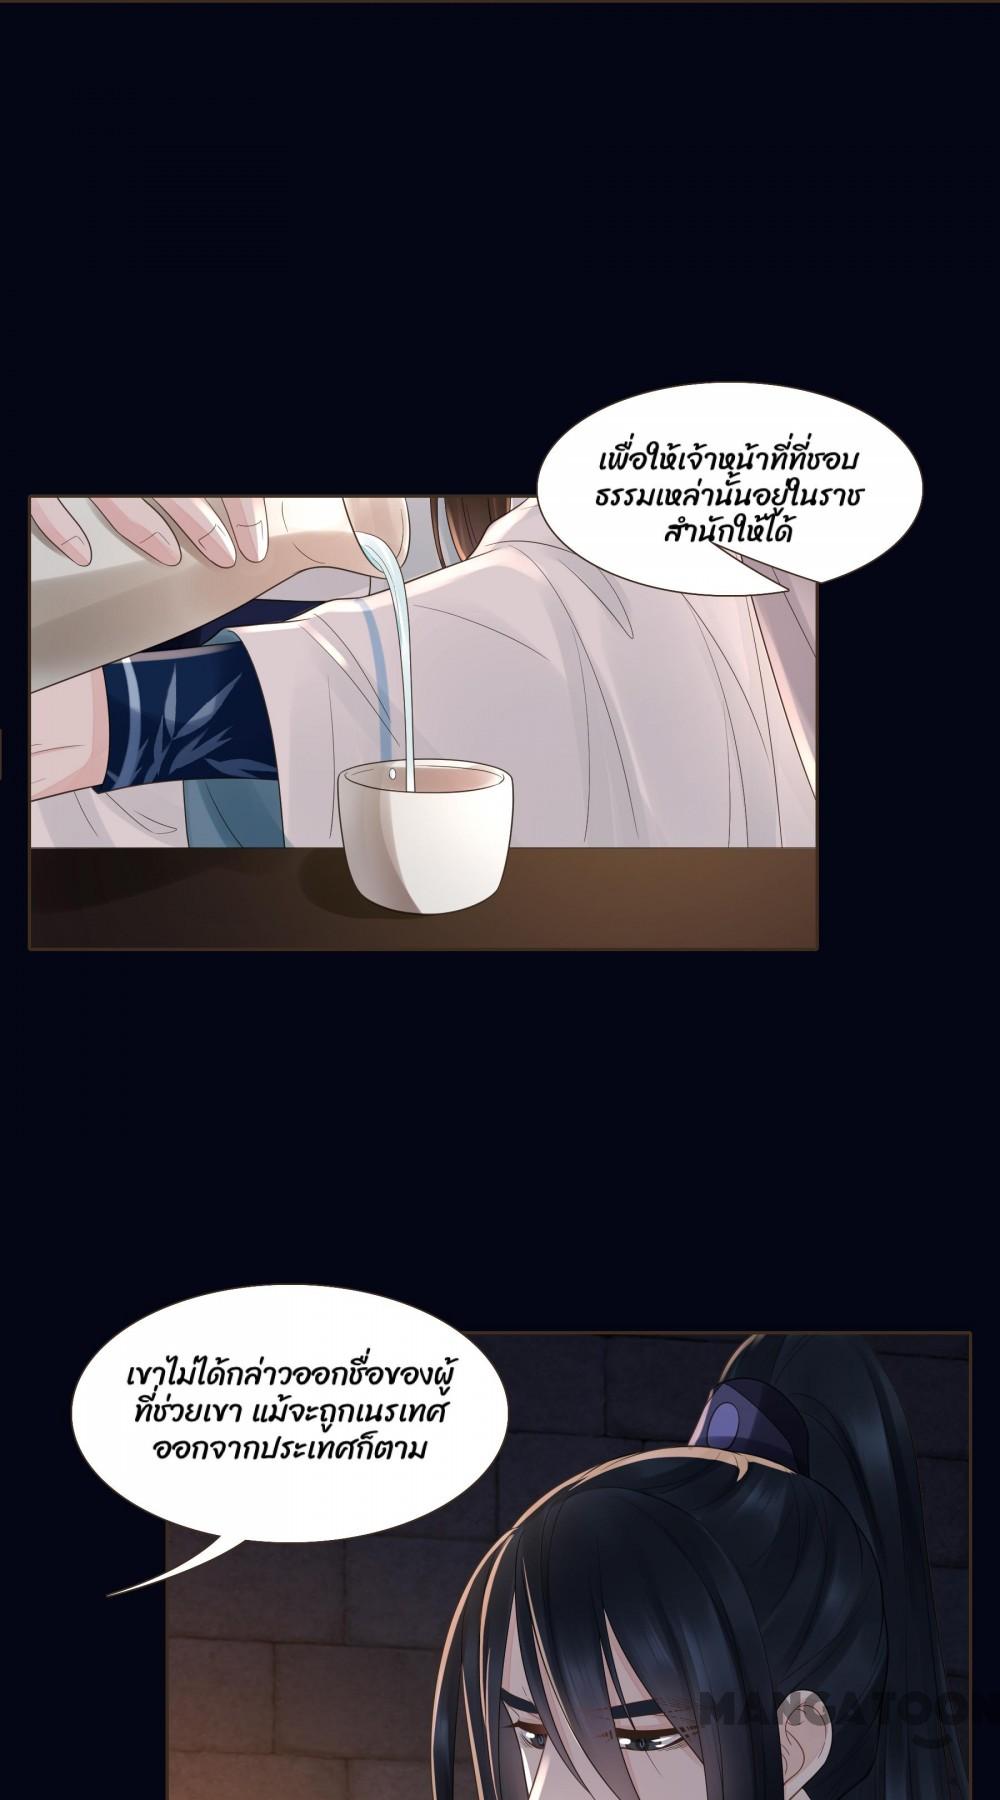 เพื่อให้เจ้าหน้าที่ที่ชอบ
ธรรมเหล่านั้นอยู่ในราช
สำนักให้ได้
เขาไม่ได้กล่าวออกชื่อของผู้
ที่ช่วยเขา แม้จะถูกเนรเทศ
ออกจากประเทศก็ตาม
MANGATOON